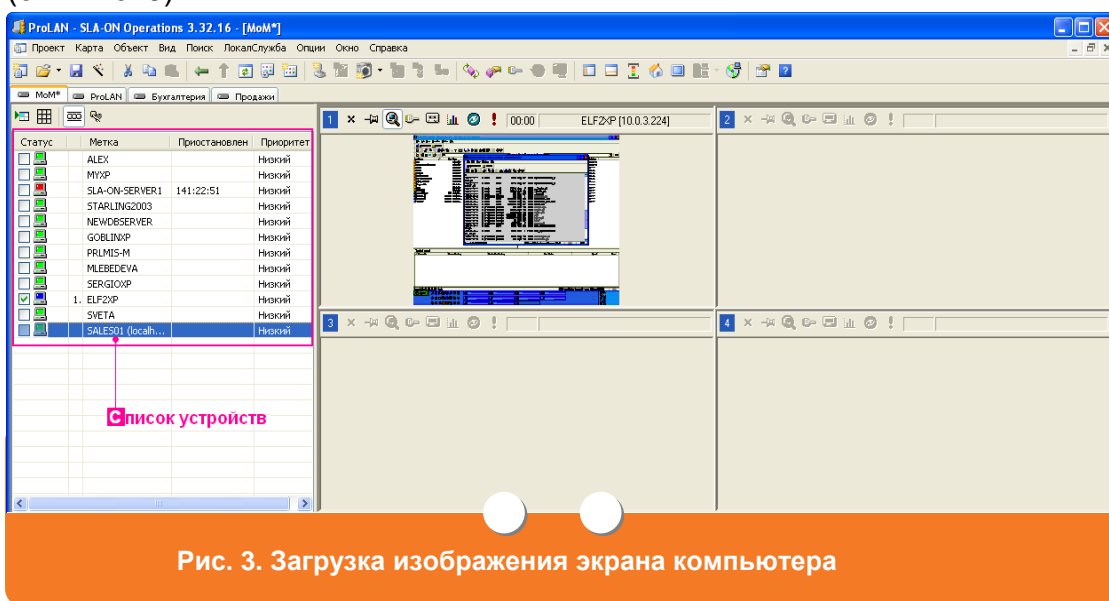 ProLAN - SLA-ON Operations 3.32.16 - [MoM*]
Проект Карта Объект Вид Поиск ЛокалСлужба Опции Окно Справка
MoM* ProLAN Бухгалтерия Продажи
1 00:00 ELF2XP [10.0.3.224] 2
Статус Метка Приостановлен Приоритет
ALEX Низкий
MYXP Низкий
SLA-ON-SERVER1 141:22:51 Низкий
STARLING2003 Низкий
NEWDBSERVER Низкий
GOBLINXP Низкий
PRLMIS-M Низкий
MLEBEDEVA Низкий
SERGIOXP Низкий
1. ELF2XP Низкий
SVETA Низкий
SALES01 (localh... Низкий
3 4
Список устройств
Рис. 3. Загрузка изображения экрана компьютера